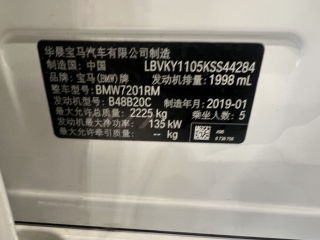 华晨宝马汽车有限公司制造
制造国：中国 LBVKY1105KSS44284
品牌：宝马(BMW)牌 发动机排量：1998 mL
整车型号：BMW7201RM
发动机型号：B48B20C 制造年月：2019-01
最大允许总质量：2225 kg 乘坐人数：5
发动机最大净功率：135 kW
最大允许牵引质量：-- kg